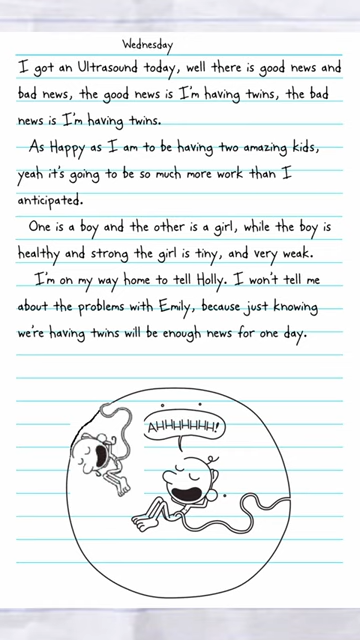 Wednesday
I got an Ultrasound today, well there is good news and
bad news, the good news is I'm having twins, the bad
news is I'm having twins.
As Happy as I am to be having two amazing kids,
yeah it's going to be so much more work than I
anticipated.
One is a boy and the other is a girl, while the boy is
healthy and strong the girl is tiny, and very weak.
I'm on my way home to tell Holly. I won't tell me
about the problems with Emily, because just knowing
we're having twins will be enough news for one day.
AHHHHHHH!